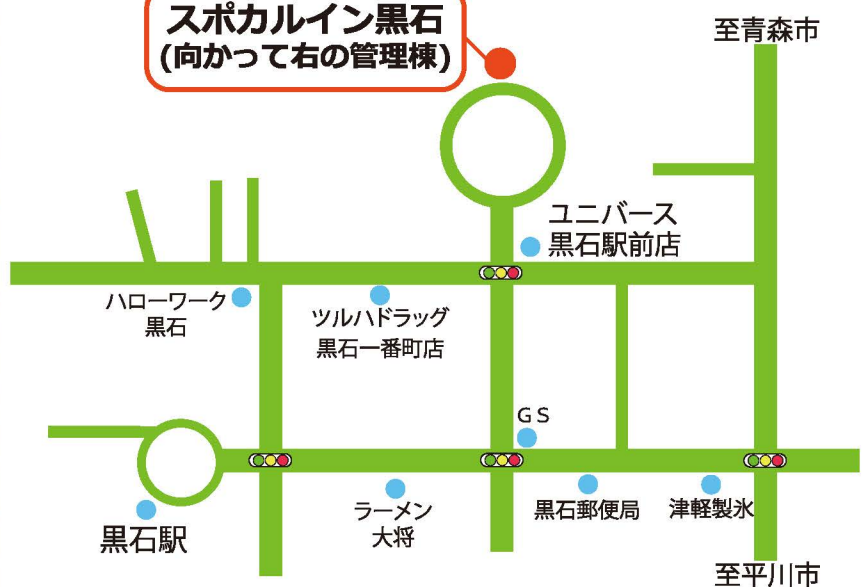 スポカルイン黒石
(向かって右の管理棟)
至青森市
ユニバース
黒石駅前店
ハローワーク
黒石
ツルハドラッグ
黒石一番町店
GS
ラーメン
大将
黒石郵便局
津軽製氷
黒石駅
至平川市